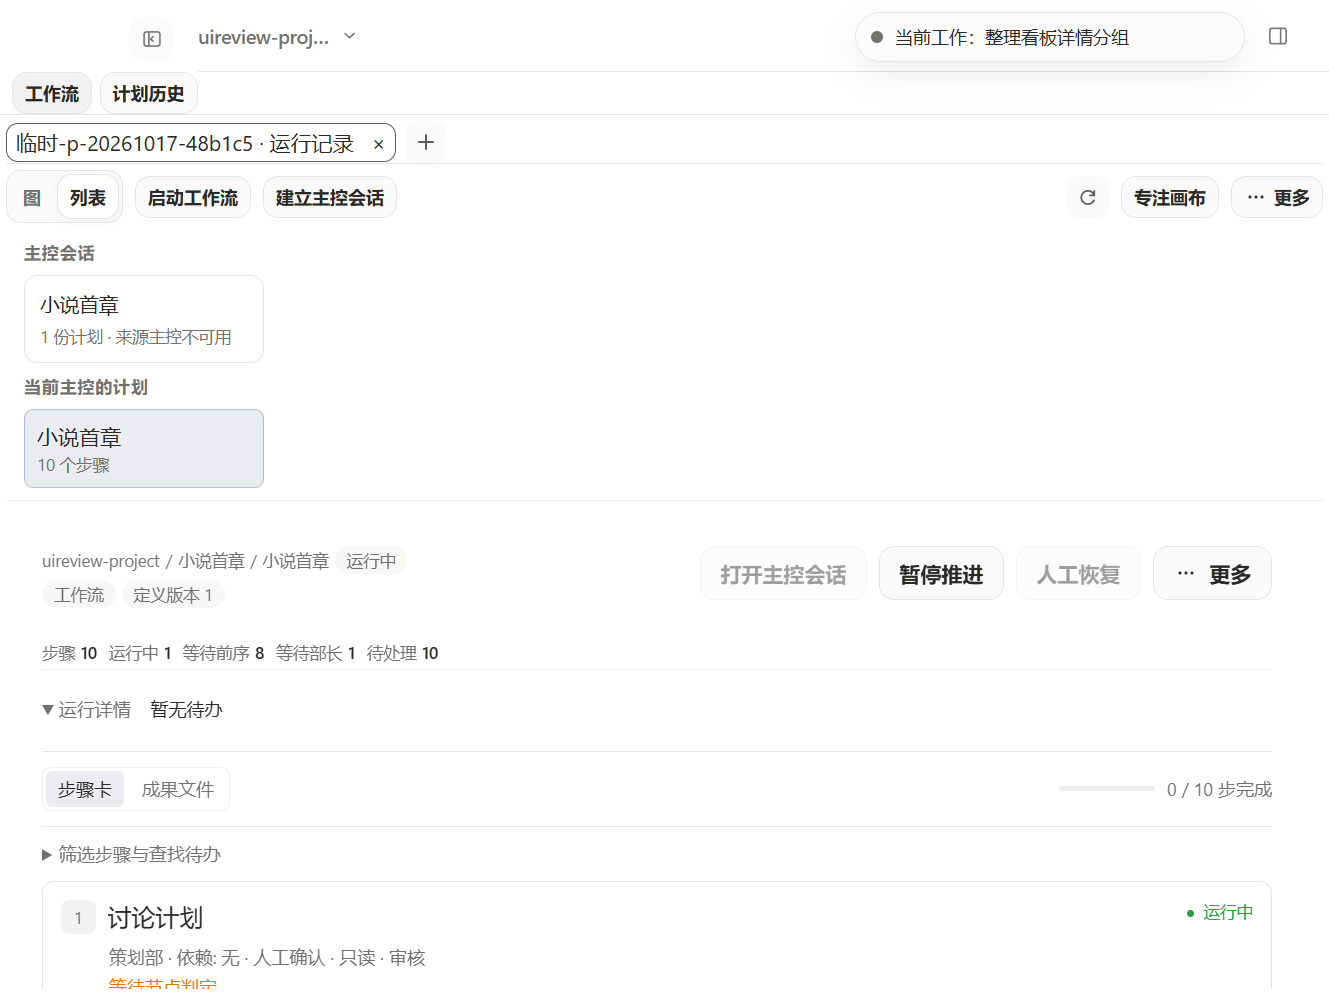 uireview-proj...
当前工作：整理看板详情分组
工作流 计划历史
临时-p-20261017-48b1c5 · 运行记录 × +
图 列表 启动工作流 建立主控会话 专注画布 ··· 更多
主控会话
小说首章
1 份计划 · 来源主控不可用
当前主控的计划
小说首章
10 个步骤
uireview-project / 小说首章 / 小说首章 运行中
工作流 定义版本 1
打开主控会话 暂停推进 人工恢复 ··· 更多
步骤 10 运行中 1 等待前序 8 等待部长 1 待处理 10
▼ 运行详情 暂无待办
步骤卡 成果文件 0 / 10 步完成
▶ 筛选步骤与查找待办
1 讨论计划 运行中
策划部 · 依赖: 无 · 人工确认 · 只读 · 审核
等待节点判定